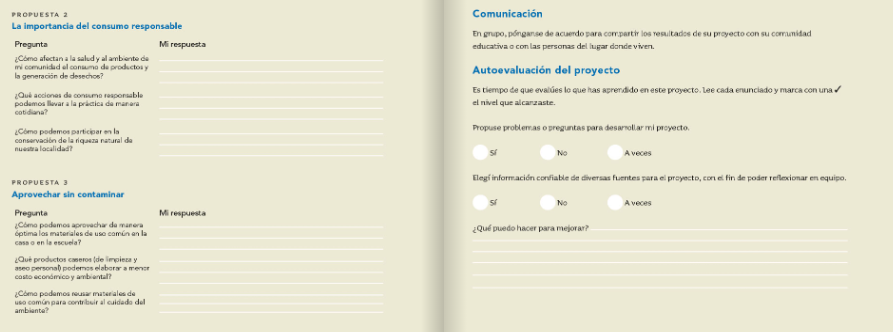 PROPUESTA 2
La importancia del consumo responsable
Pregunta Mi respuesta
¿Cómo afectan a la salud y al ambiente de
mi comunidad el consumo de productos y
la generación de desechos?
¿Qué acciones de consumo responsable
podemos llevar a la práctica de manera
cotidiana?
¿Cómo podemos participar en la
conservación de la riqueza natural de
nuestra localidad?
PROPUESTA 3
Aprovechar sin contaminar
Pregunta Mi respuesta
¿Cómo podemos aprovechar de manera
óptima los materiales de uso común en la
casa o en la escuela?
¿Qué productos caseros (de limpieza y
aseo personal) podemos elaborar a menor
costo económico y ambiental?
¿Cómo podemos reusar materiales de
uso común para contribuir al cuidado del
ambiente?
Comunicación
En grupo, pónganse de acuerdo para compartir los resultados de su proyecto con su comunidad
educativa o con las personas del lugar donde viven.
Autoevaluación del proyecto
Es tiempo de que evalúes lo que has aprendido en este proyecto. Lee cada enunciado y marca con una ✓
el nivel que alcanzaste.
Propuse problemas o preguntas para desarrollar mi proyecto.
Sí No A veces
Elegí información confiable de diversas fuentes para el proyecto, con el fin de poder reflexionar en equipo.
Sí No A veces
¿Qué puedo hacer para mejorar?